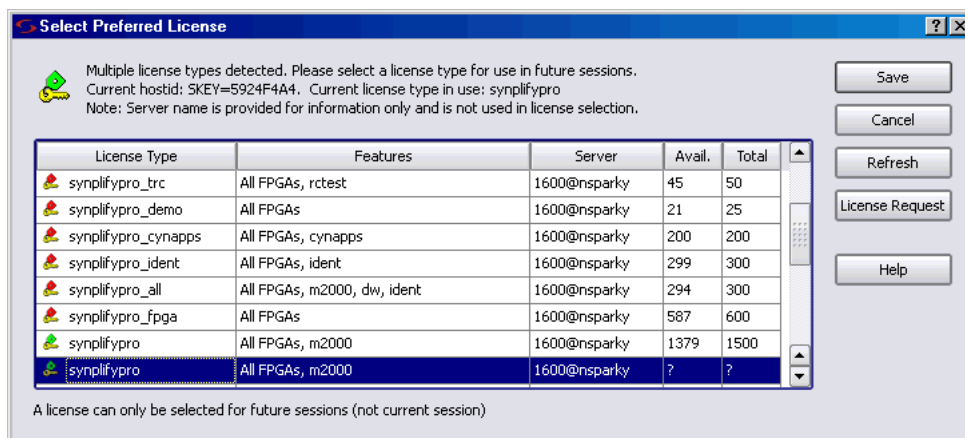 Select Preferred License
Multiple license types detected. Please select a license type for use in future sessions.
Current hostid: SKEY=5924F4A4. Current license type in use: synplifypro
Note: Server name is provided for information only and is not used in license selection.
Save
Cancel
Refresh
License Request
Help
License Type Features Server Avail. Total
synplifypro_trc All FPGAs, rctest 1600@nsparky 45 50
synplifypro_demo All FPGAs 1600@nsparky 21 25
synplifypro_cynapps All FPGAs, cynapps 1600@nsparky 200 200
synplifypro_ident All FPGAs, ident 1600@nsparky 299 300
synplifypro_all All FPGAs, m2000, dw, ident 1600@nsparky 294 300
synplifypro_fpga All FPGAs 1600@nsparky 587 600
synplifypro All FPGAs, m2000 1600@nsparky 1379 1500
synplifypro All FPGAs, m2000 1600@nsparky ? ?
A license can only be selected for future sessions (not current session)